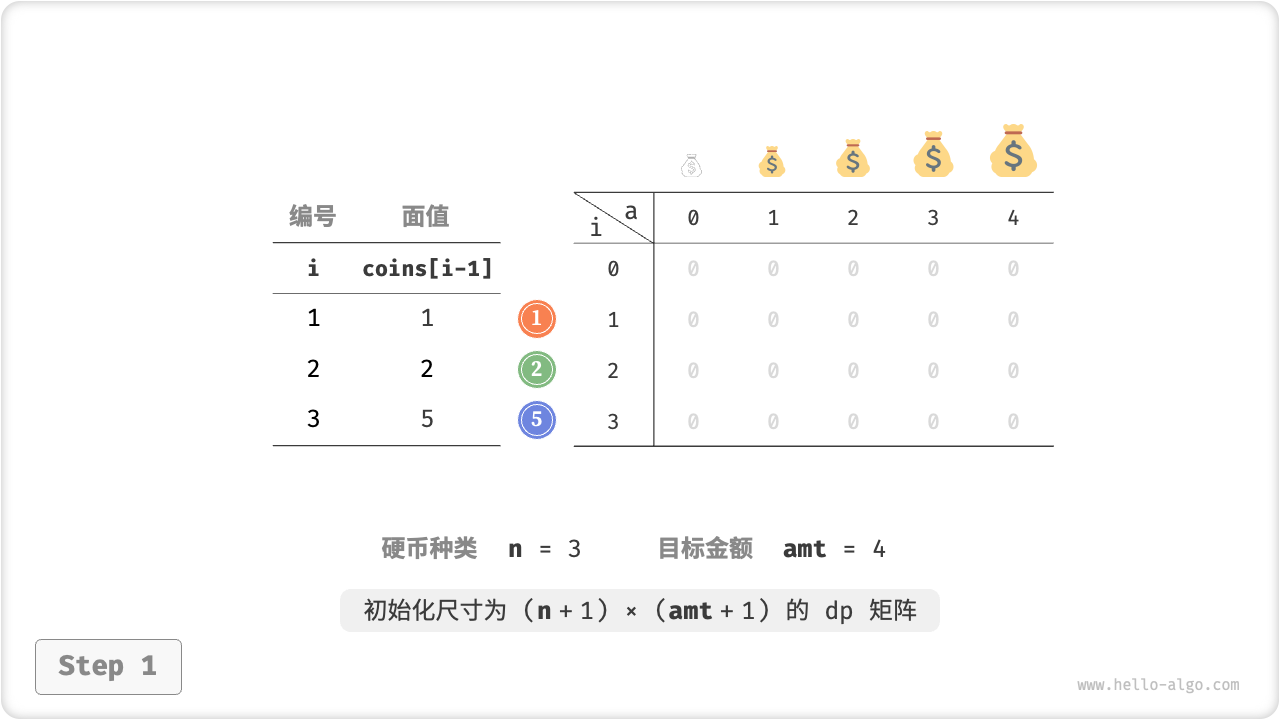 编号 面值
i coins[i-1]
1 1
2 2
3 5
1
2
5
$ $ $ $ $
i a 0 1 2 3 4
0 0 0 0 0 0
1 0 0 0 0 0
2 0 0 0 0 0
3 0 0 0 0 0
硬币种类 n = 3 目标金额 amt = 4
初始化尺寸为 (n + 1) × (amt + 1) 的 dp 矩阵
Step 1
www.hello-algo.com